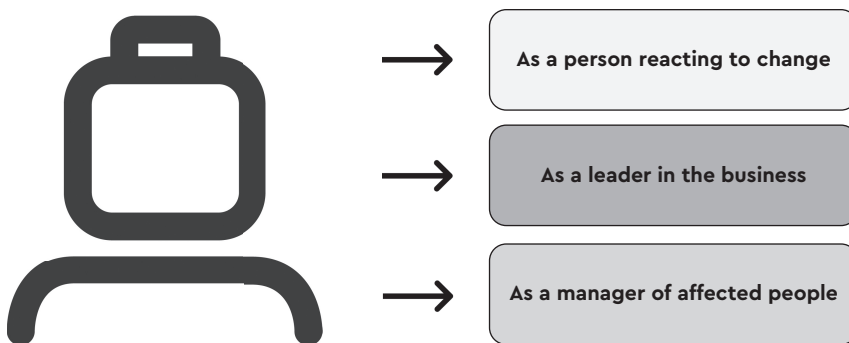 As a person reacting to change
As a leader in the business
As a manager of affected people